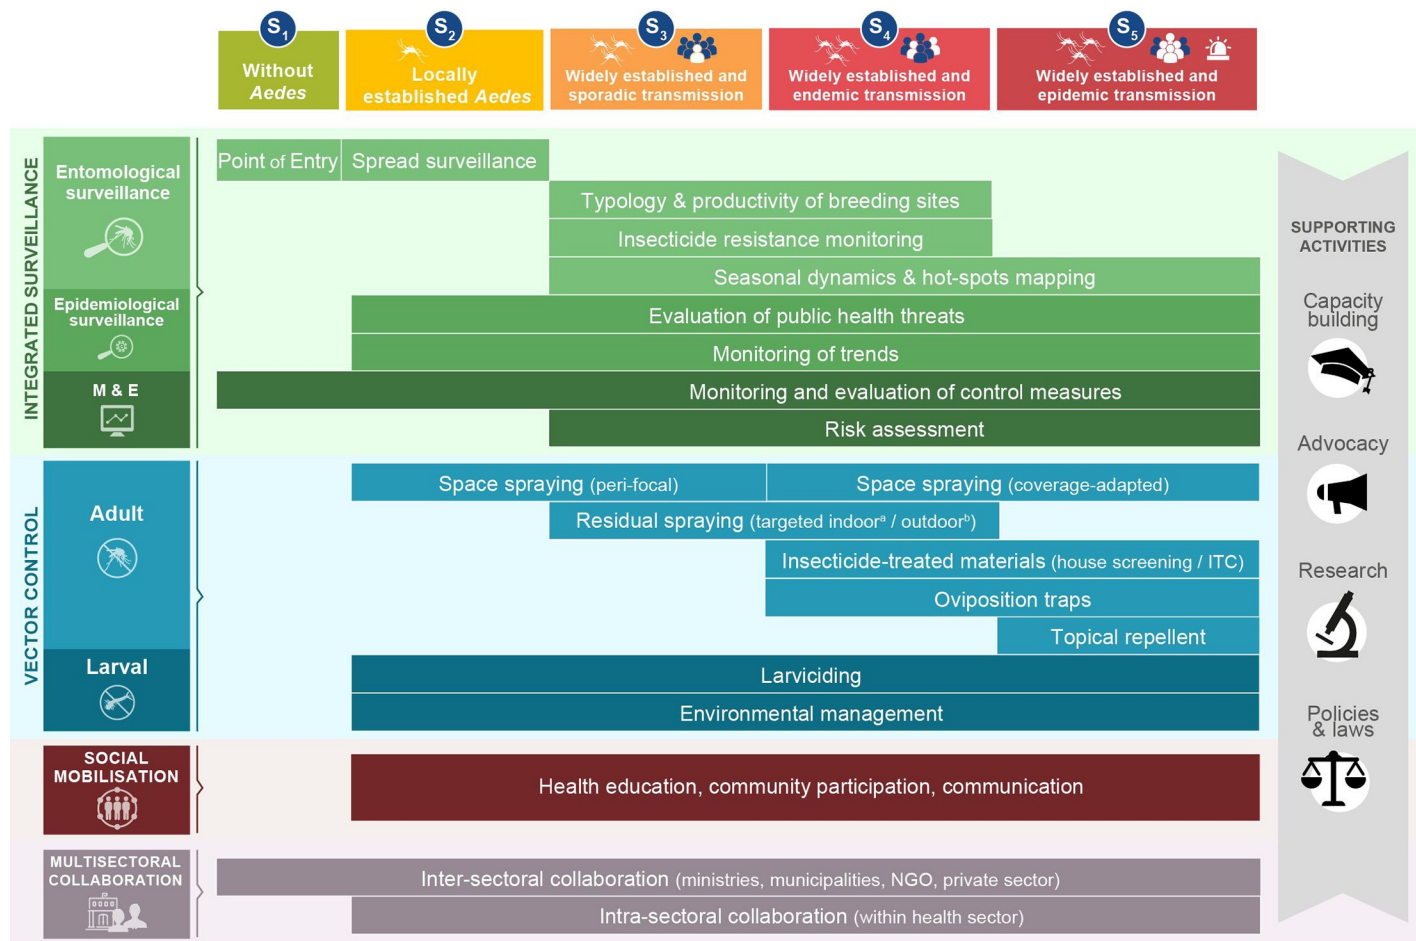 S1
S2
S3
S4
S5
Without
Aedes
Locally
established Aedes
Widely established and
sporadic transmission
Widely established and
endemic transmission
Widely established and
epidemic transmission
INTEGRATED SURVEILLANCE
Entomological
surveillance
Point of Entry
Spread surveillance
Typology & productivity of breeding sites
Insecticide resistance monitoring
Seasonal dynamics & hot-spots mapping
Epidemiological
surveillance
Evaluation of public health threats
Monitoring of trends
M & E
Monitoring and evaluation of control measures
Risk assessment
VECTOR CONTROL
Adult
Space spraying (peri-focal)
Space spraying (coverage-adapted)
Residual spraying (targeted indoorᵃ / outdoorᵇ)
Insecticide-treated materials (house screening / ITC)
Oviposition traps
Topical repellent
Larval
Larviciding
Environmental management
SOCIAL
MOBILISATION
Health education, community participation, communication
MULTISECTORAL
COLLABORATION
Inter-sectoral collaboration (ministries, municipalities, NGO, private sector)
Intra-sectoral collaboration (within health sector)
SUPPORTING
ACTIVITIES
Capacity
building
Advocacy
Research
Policies
& laws